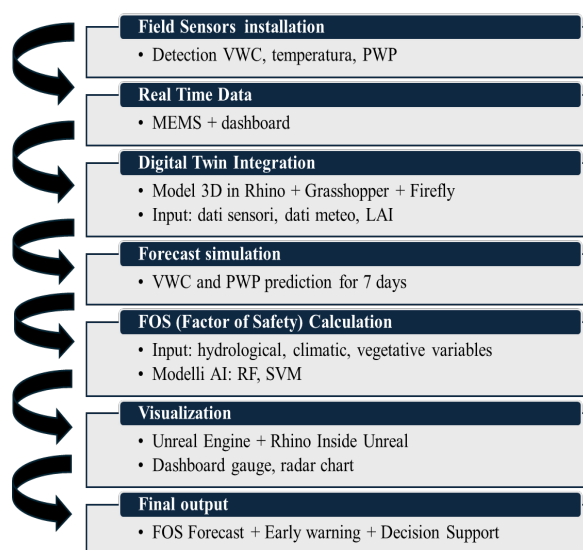 Field Sensors installation
• Detection VWC, temperatura, PWP
Real Time Data
• MEMS + dashboard
Digital Twin Integration
• Model 3D in Rhino + Grasshopper + Firefly
• Input: dati sensori, dati meteo, LAI
Forecast simulation
• VWC and PWP prediction for 7 days
FOS (Factor of Safety) Calculation
• Input: hydrological, climatic, vegetative variables
• Modelli AI: RF, SVM
Visualization
• Unreal Engine + Rhino Inside Unreal
• Dashboard gauge, radar chart
Final output
• FOS Forecast + Early warning + Decision Support